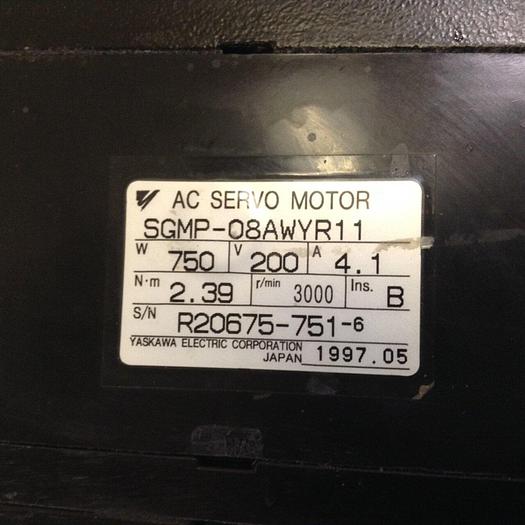 AC SERVO MOTOR
SGMP-08AWYR11
W 750 V 200 A 4.1
N·m 2.39 r/min 3000 Ins. B
S/N R20675-751-6
YASKAWA ELECTRIC CORPORATION
JAPAN 1997.05